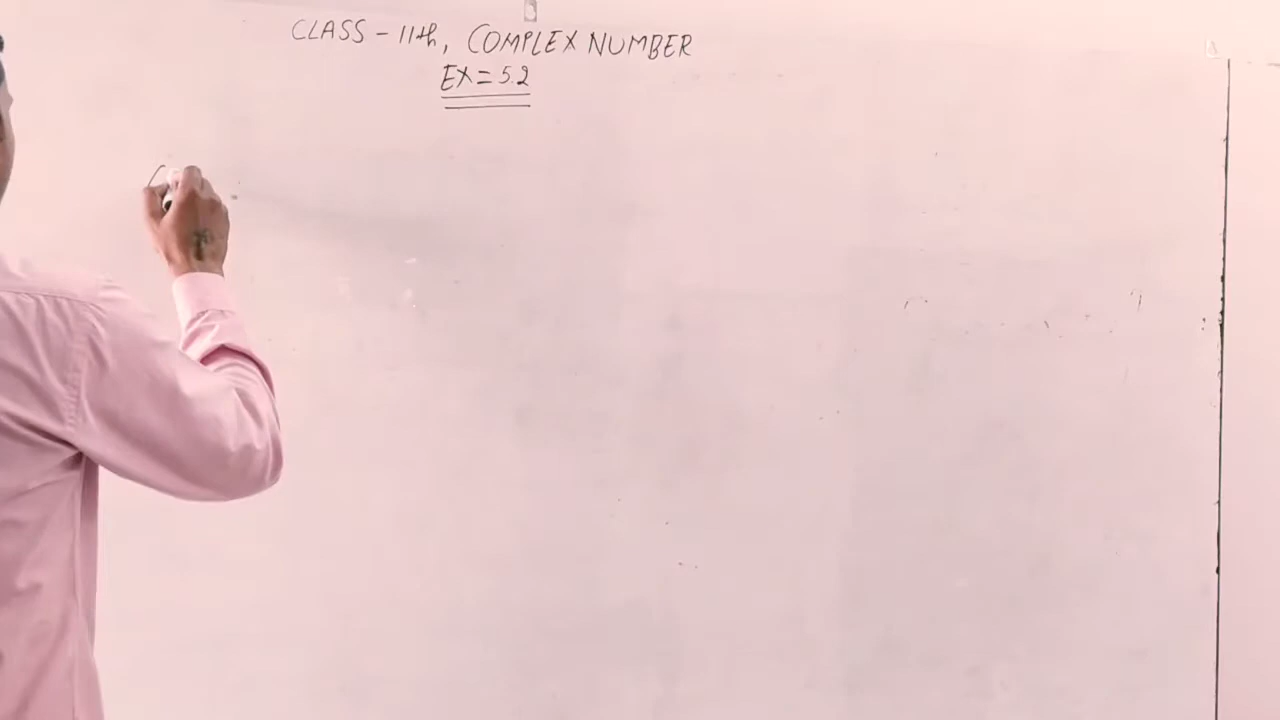 CLASS - 11th, COMPLEX NUMBER
EX = 5.2